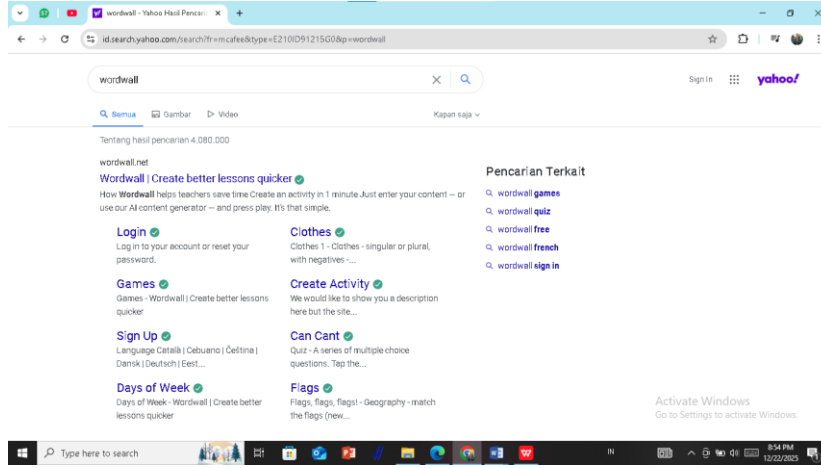 wordwall - Yahoo Hasil Pencari
id.search.yahoo.com/search?fr=mcafee&type=E210ID91215G0&p=wordwall
wordwall
Sign In
yahoo!
Semua
Gambar
Video
Kapan saja
Tentang hasil pencarian 4.080.000
wordwall.net
Wordwall | Create better lessons quicker
How Wordwall helps teachers save time Create an activity in 1 minute Just enter your content — or
use our AI content generator — and press play. It's that simple.
Login
Log in to your account or reset your
password.
Clothes
Clothes 1 - Clothes - singular or plural,
with negatives -...
Games
Games - Wordwall | Create better lessons
quicker
Create Activity
We would like to show you a description
here but the site...
Sign Up
Language Català | Cebuano | Čeština |
Dansk | Deutsch | Eest...
Can Cant
Quiz - A series of multiple choice
questions. Tap the...
Days of Week
Days of Week - Wordwall | Create better
lessons quicker
Flags
Flags, flags, flags! - Geography - match
the flags (new...
Pencarian Terkait
wordwall games
wordwall quiz
wordwall free
wordwall french
wordwall sign in
Activate Windows
Go to Settings to activate Windows.
Type here to search
IN
8:54 PM
12/22/2025